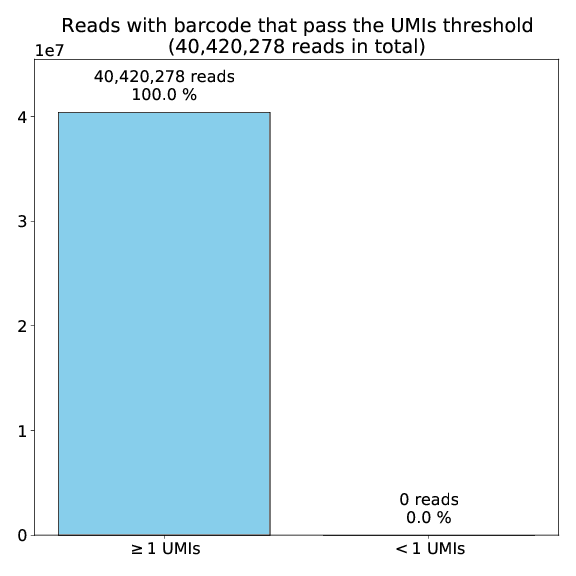 Reads with barcode that pass the UMIs threshold
(40,420,278 reads in total)
1e7
40,420,278 reads
100.0 %
4
3
2
1
0 reads
0.0 %
0
≥ 1 UMIs
< 1 UMIs